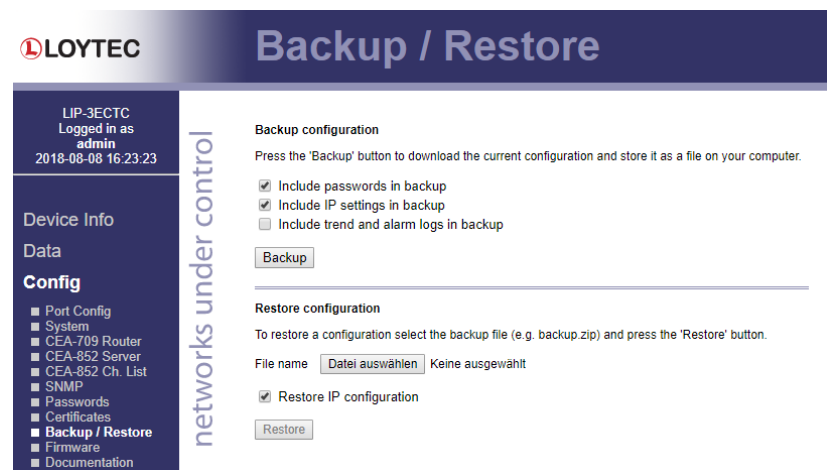 LOYTEC
Backup / Restore
LIP-3ECTC
Logged in as
admin
2018-08-08 16:23:23
Device Info
Data
Config
Port Config
System
CEA-709 Router
CEA-852 Server
CEA-852 Ch. List
SNMP
Passwords
Certificates
Backup / Restore
Firmware
Documentation
networks under control
Backup configuration
Press the 'Backup' button to download the current configuration and store it as a file on your computer.
Include passwords in backup
Include IP settings in backup
Include trend and alarm logs in backup
Backup
Restore configuration
To restore a configuration select the backup file (e.g. backup.zip) and press the 'Restore' button.
File name Datei auswählen Keine ausgewählt
Restore IP configuration
Restore